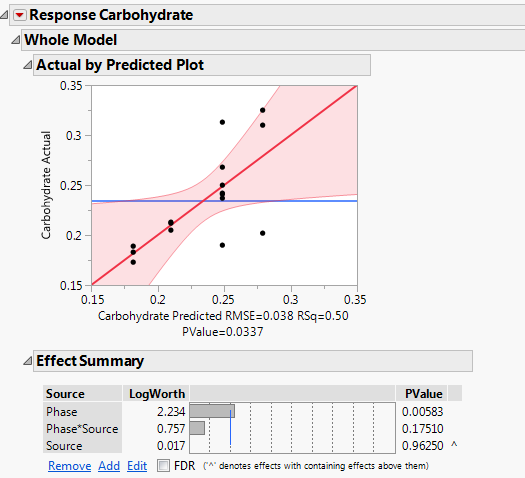 Response Carbohydrate
Whole Model
Actual by Predicted Plot
0.35
0.3
0.25
0.2
0.15
Carbohydrate Actual
0.15 0.2 0.25 0.3 0.35
Carbohydrate Predicted RMSE=0.038 RSq=0.50
PValue=0.0337
Effect Summary
Source LogWorth PValue
Phase 2.234 0.00583
Phase*Source 0.757 0.17510
Source 0.017 0.96250 ^
Remove Add Edit FDR ('^' denotes effects with containing effects above them)